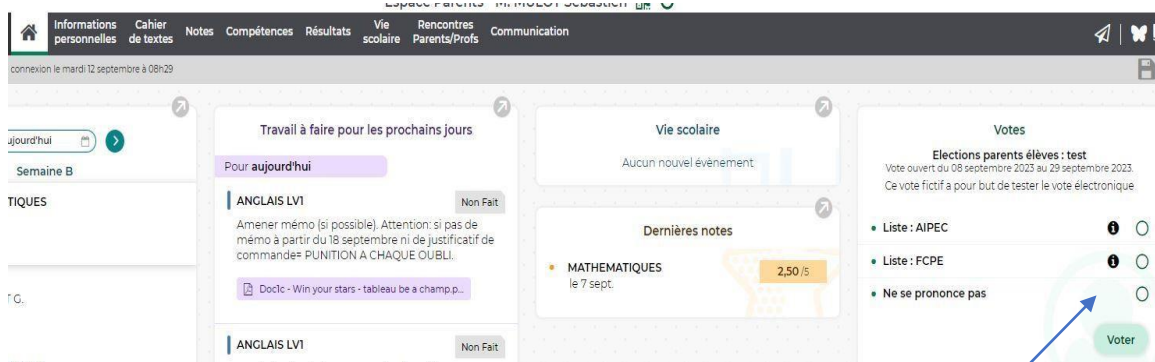 Espace Parents - M. MULOT Sébastien
Informations personnelles
Cahier de textes
Notes
Compétences
Résultats
Vie scolaire
Rencontres Parents/Profs
Communication
connexion le mardi 12 septembre à 08h29
ujourd'hui
Semaine B
TIQUES
T G.
Travail à faire pour les prochains jours
Pour aujourd'hui
ANGLAIS LV1
Non Fait
Amener mémo (si possible). Attention: si pas de
mémo à partir du 18 septembre ni de justificatif de
commande= PUNITION A CHAQUE OUBLI.
Doc1c - Win your stars - tableau be a champ.p...
ANGLAIS LV1
Non Fait
Vie scolaire
Aucun nouvel évènement
Dernières notes
MATHEMATIQUES
2,50 /5
le 7 sept.
Votes
Elections parents élèves : test
Vote ouvert du 08 septembre 2023 au 29 septembre 2023.
Ce vote fictif a pour but de tester le vote électronique
Liste : AIPEC
Liste : FCPE
Ne se prononce pas
Voter